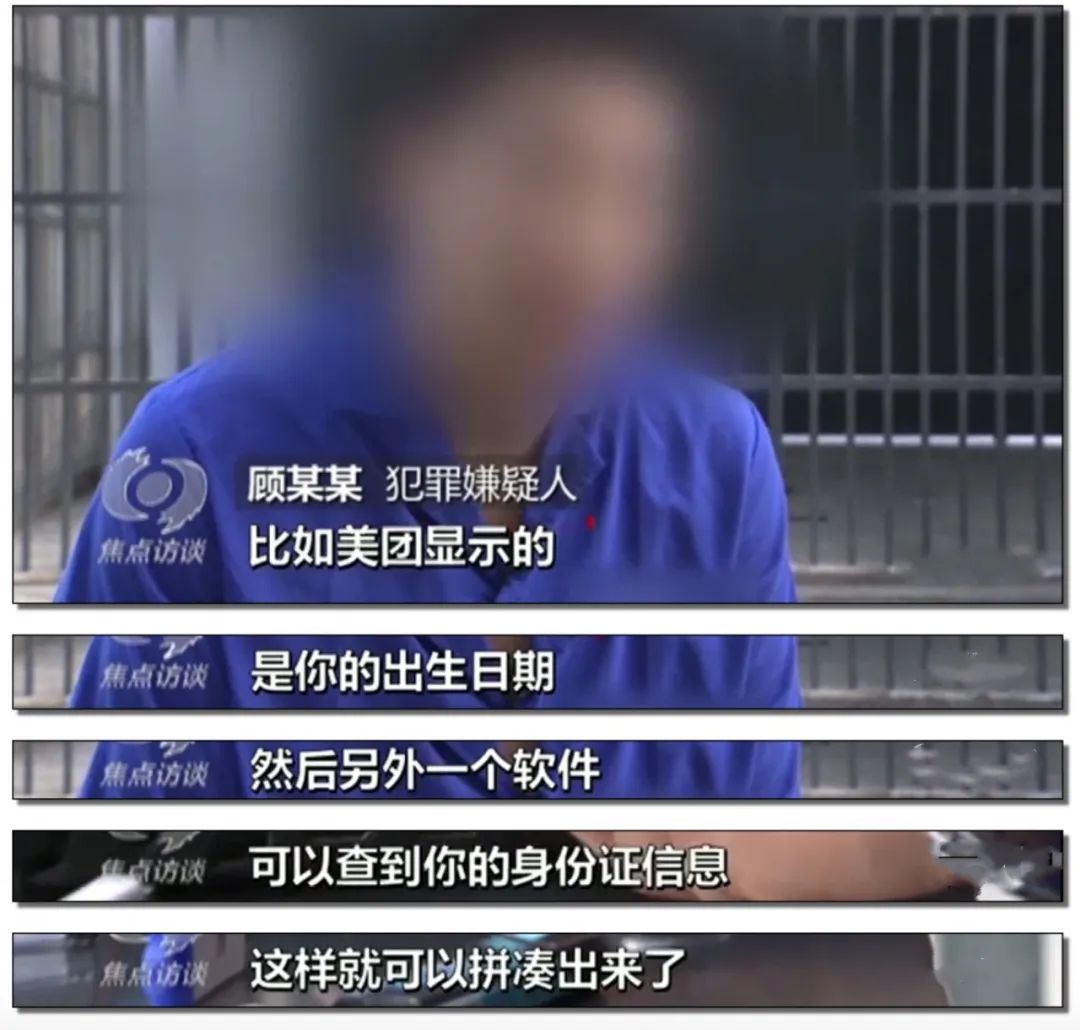 顾某某 犯罪嫌疑人
焦点访谈 比如美团显示的
焦点访谈 是你的出生日期
焦点访谈 然后另外一个软件
焦点访谈 可以查到你的身份证信息
焦点访谈 这样就可以拼凑出来了